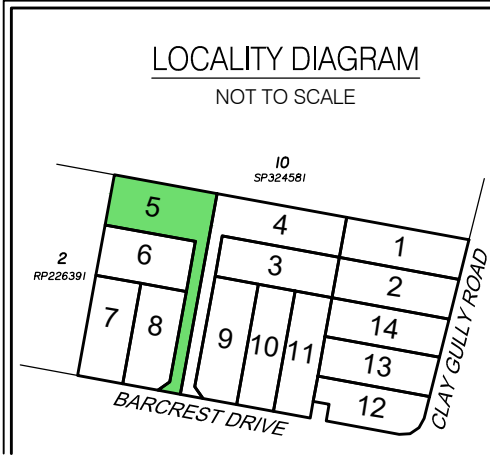 LOCALITY DIAGRAM
NOT TO SCALE
10
SP324581
5
4
1
2
RP226391
6
3
2
7
8
9
10
11
14
13
12
BARCREST DRIVE
CLAY GULLY ROAD